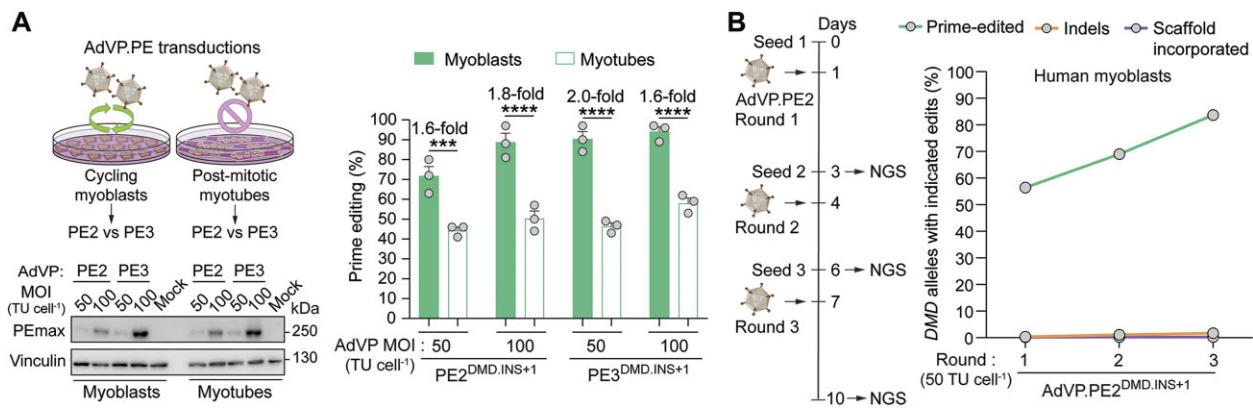 A
AdVP.PE transductions
Cycling
myoblasts
Post-mitotic
myotubes
PE2 vs PE3
PE2 vs PE3
AdVP: PE2 PE3 PE2 PE3
MOI
(TU cell-1)
50 100 50 100 Mock 50 100 50 100 Mock
kDa
PEmax
250
Vinculin
130
Myoblasts Myotubes
Myoblasts Myotubes
1.6-fold
***
1.8-fold
****
2.0-fold
****
1.6-fold
****
Prime editing (%)
100
90
80
70
60
50
40
30
20
10
0
AdVP MOI :
(TU cell-1)
50 100 50 100
PE2DMD.INS+1 PE3DMD.INS+1
B
Days
Seed 1 0
1
AdVP.PE2
Round 1
Seed 2 3 NGS
4
Round 2
Seed 3 6 NGS
7
Round 3
10 NGS
Prime-edited Indels Scaffold
incorporated
Human myoblasts
DMD alleles with indicated edits (%)
100
90
80
70
60
50
40
30
20
10
0
Round :
(50 TU cell-1)
1 2 3
AdVP.PE2DMD.INS+1